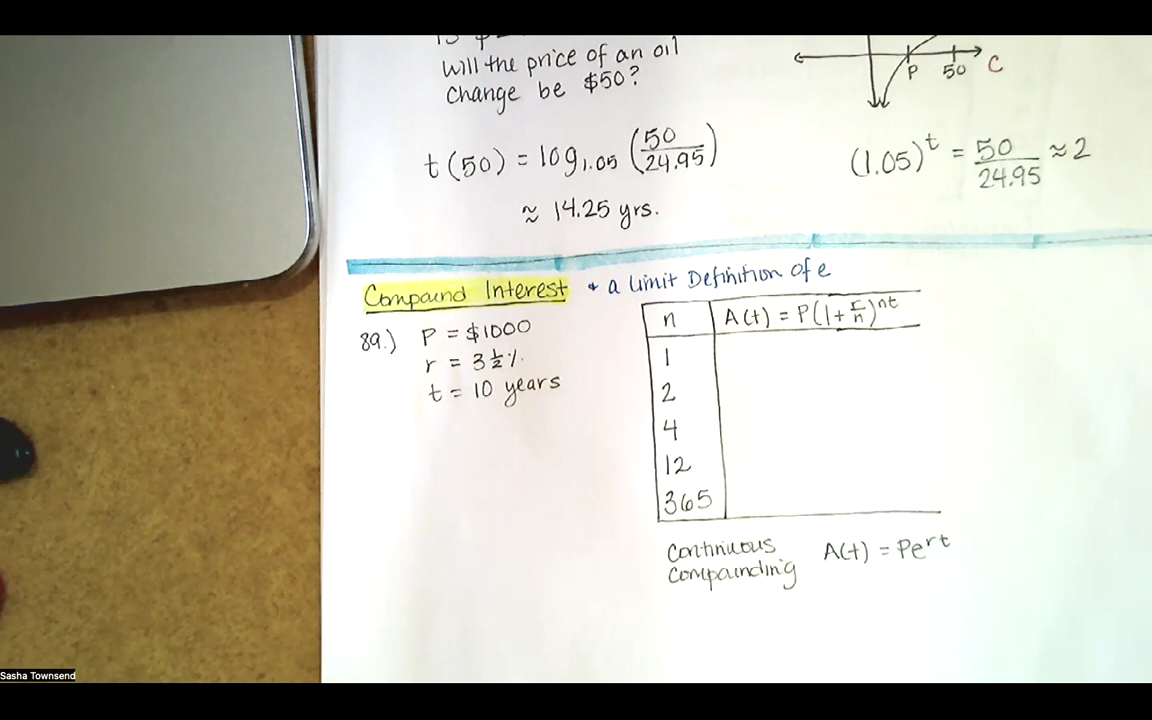 will the price of an oil
change be $50?
P 50 C
t(50) = log₁.₀₅ (50/24.95)
≈ 14.25 yrs.
(1.05)^t = 50/24.95 ≈ 2
Compound Interest + a Limit Definition of e
89.) P = $1000
r = 3 ½ %
t = 10 years
n A(t) = P(1 + r/n)^nt
1
2
4
12
365
Continuous
Compounding
A(t) = Pe^rt
Sasha Townsend